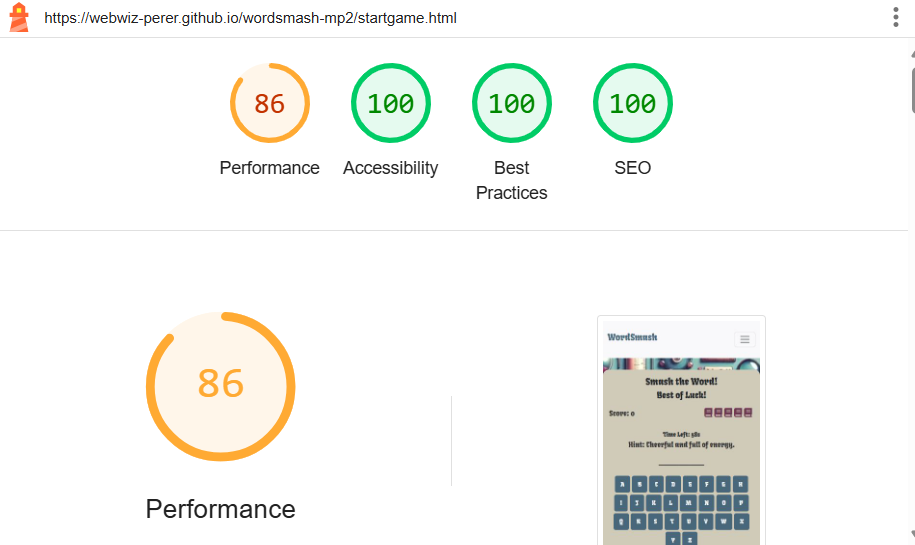 https://webwiz-perer.github.io/wordsmash-mp2/startgame.html
86
100
100
100
Performance
Accessibility
Best
Practices
SEO
86
Performance
WordSmash
Smash the Word!
Best of Luck!
Score: 0
Time Left: 58s
Hint: Cheerful and full of energy.
A B C D E F G H
I J K L M N O P
Q R S T U V W X
Y Z